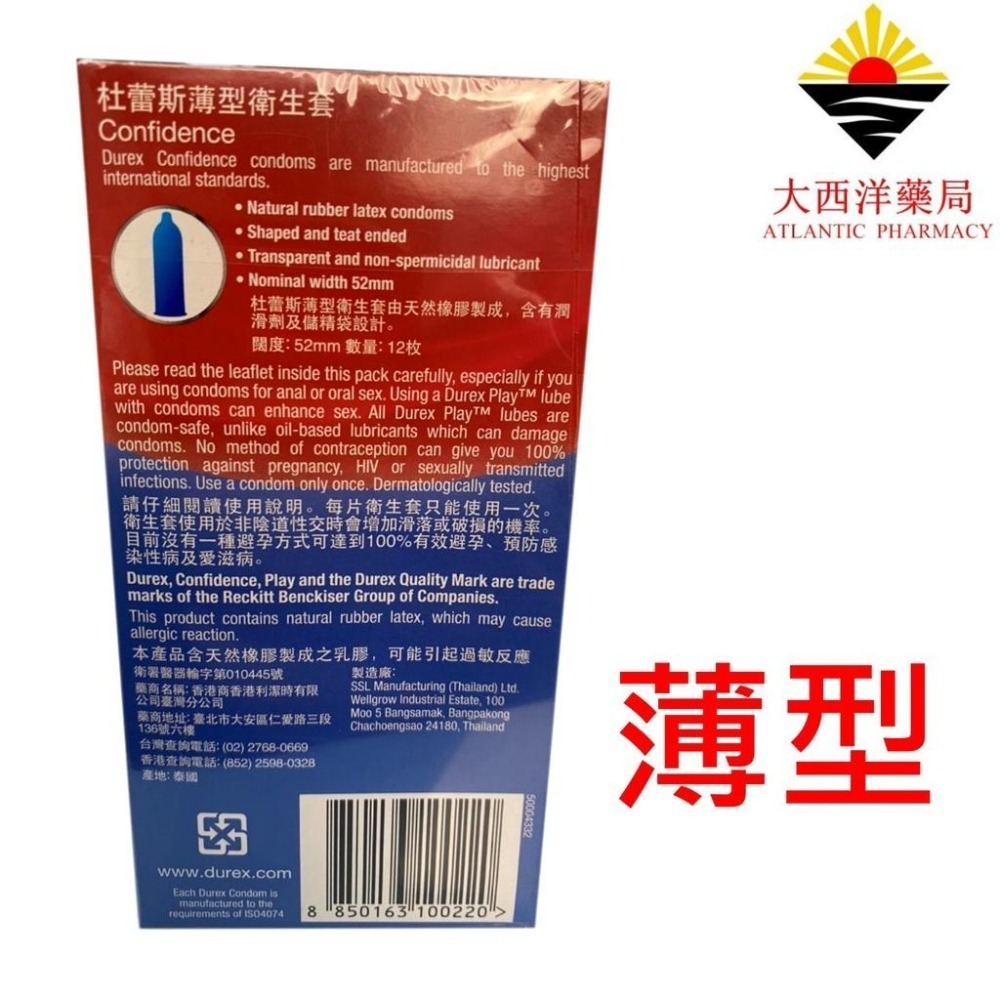 大西洋藥局
ATLANTIC PHARMACY
杜蕾斯薄型衛生套
Confidence
Durex Confidence condoms are manufactured to the highest
international standards.
• Natural rubber latex condoms
• Shaped and teat ended
• Transparent and non-spermicidal lubricant
• Nominal width 52mm
杜蕾斯薄型衛生套由天然橡膠製成，含有潤
滑劑及儲精袋設計。
闊度：52mm 數量：12枚
Please read the leaflet inside this pack carefully, especially if you
are using condoms for anal or oral sex. Using a Durex Play™ lube
with condoms can enhance sex. All Durex Play™ lubes are
condom-safe, unlike oil-based lubricants which can damage
condoms. No method of contraception can give you 100%
protection against pregnancy, HIV or sexually transmitted
infections. Use a condom only once. Dermatologically tested.
請仔細閱讀使用說明。每片衛生套只能使用一次。
衛生套使用於非陰道性交時會增加滑落或破損的機率。
目前沒有一種避孕方式可達到100%有效避孕、預防感
染性病及愛滋病。
Durex, Confidence, Play and the Durex Quality Mark are trade
marks of the Reckitt Benckiser Group of Companies.
This product contains natural rubber latex, which may cause
allergic reaction.
本產品含天然橡膠製成之乳膠，可能引起過敏反應
衛署醫器輸字第010445號
藥商名稱：香港商香港利潔時有限
公司臺灣分公司
藥商地址：臺北市大安區仁愛路三段
136號六樓
台灣查詢電話：(02) 2768-0669
香港查詢電話：(852) 2598-0328
產地：泰國
製造廠：
SSL Manufacturing (Thailand) Ltd.
Wellgrow Industrial Estate, 100
Moo 5 Bangsamak, Bangpakong
Chachoengsao 24180, Thailand
薄型
50004332
www.durex.com
Each Durex Condom is
manufactured to the
requirements of ISO4074
8 850163 100220 >